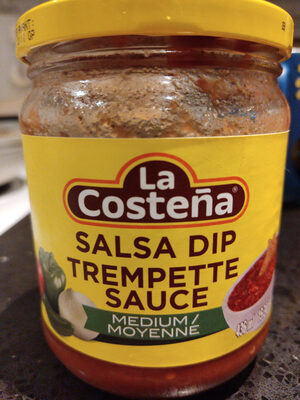 La
Costeña
SALSA DIP
TREMPETTE
SAUCE
MEDIUM /
MOYENNE